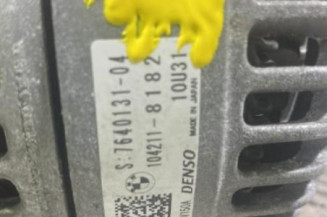 S:7640131-04
104211-8182
10U31
MADE IN JAPAN
DENSO